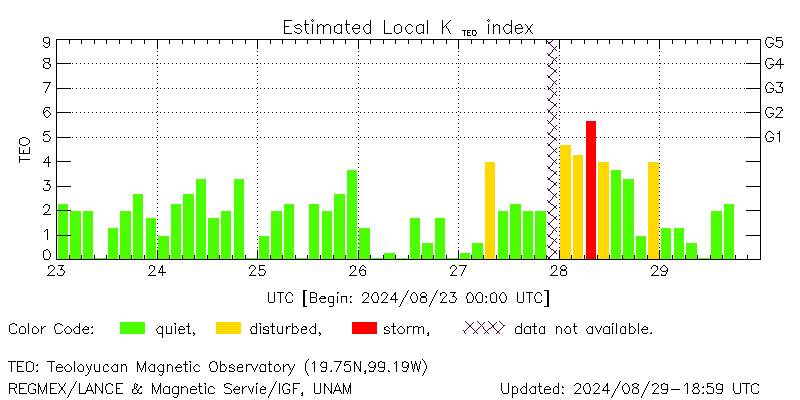 Estimated Local K TEO index
9 G5
8 G4
7 G3
6 G2
5 G1
4
3
2
1
0
TEO
23 24 25 26 27 28 29
UTC [Begin: 2024/08/23 00:00 UTC]
Color Code: quiet, disturbed, storm, data not available.
TEO: Teoloyucan Magnetic Observatory (19.75N,99.19W)
REGMEX/LANCE & Magnetic Servie/IGF, UNAM Updated: 2024/08/29-18:59 UTC